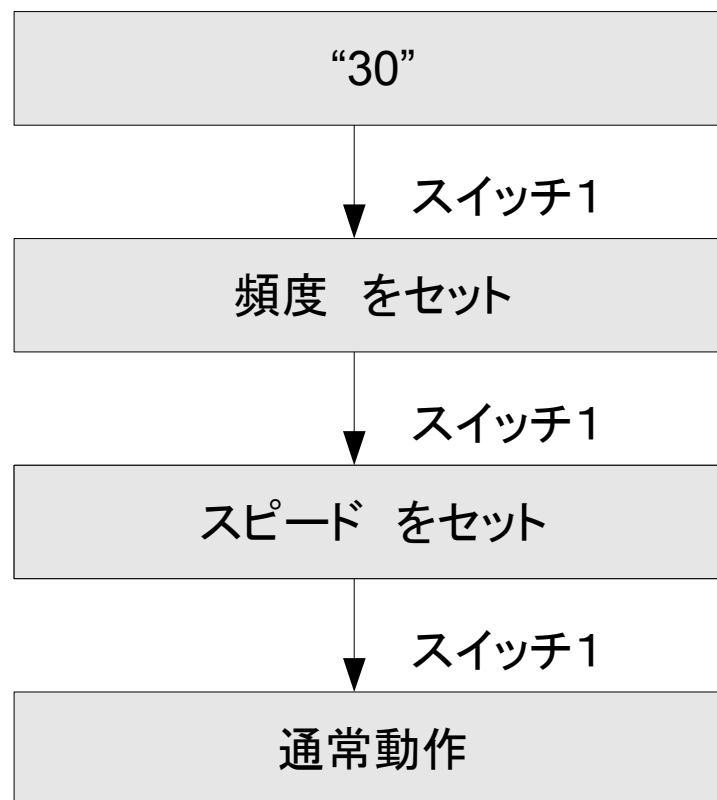 “30”
スイッチ１
頻度　をセット
スイッチ１
スピード　をセット
スイッチ１
通常動作